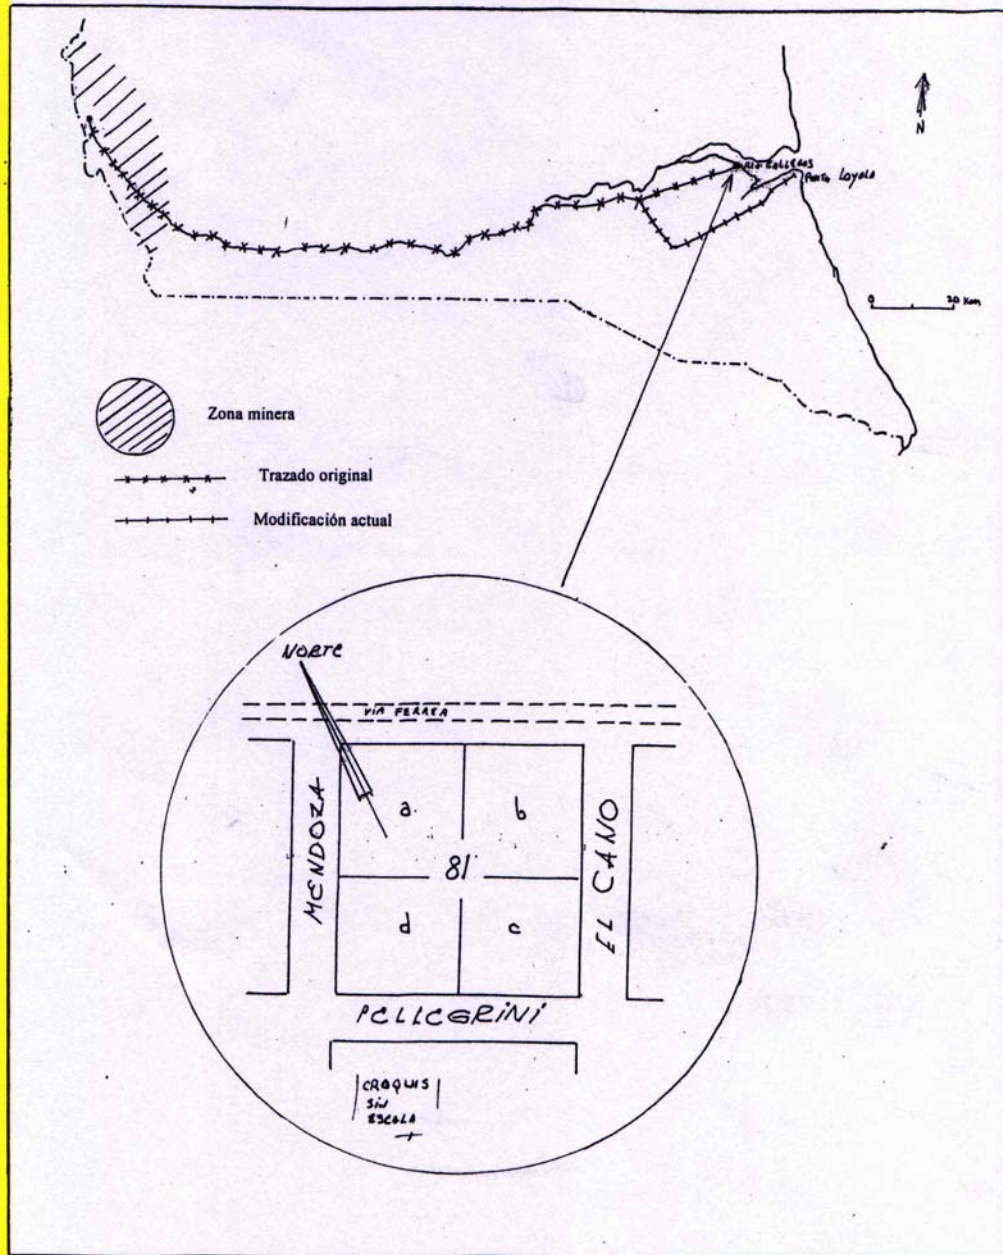 N
RIO GALLEGOS
Punta Loyola
0 20 Km
Zona minera
Trazado original
Modificación actual
NORTE
VIA FERREA
MENDOZA
a
b
81
EL CANO
d
c
PELLEGRINI
CROQUIS
SIN
ESCALA